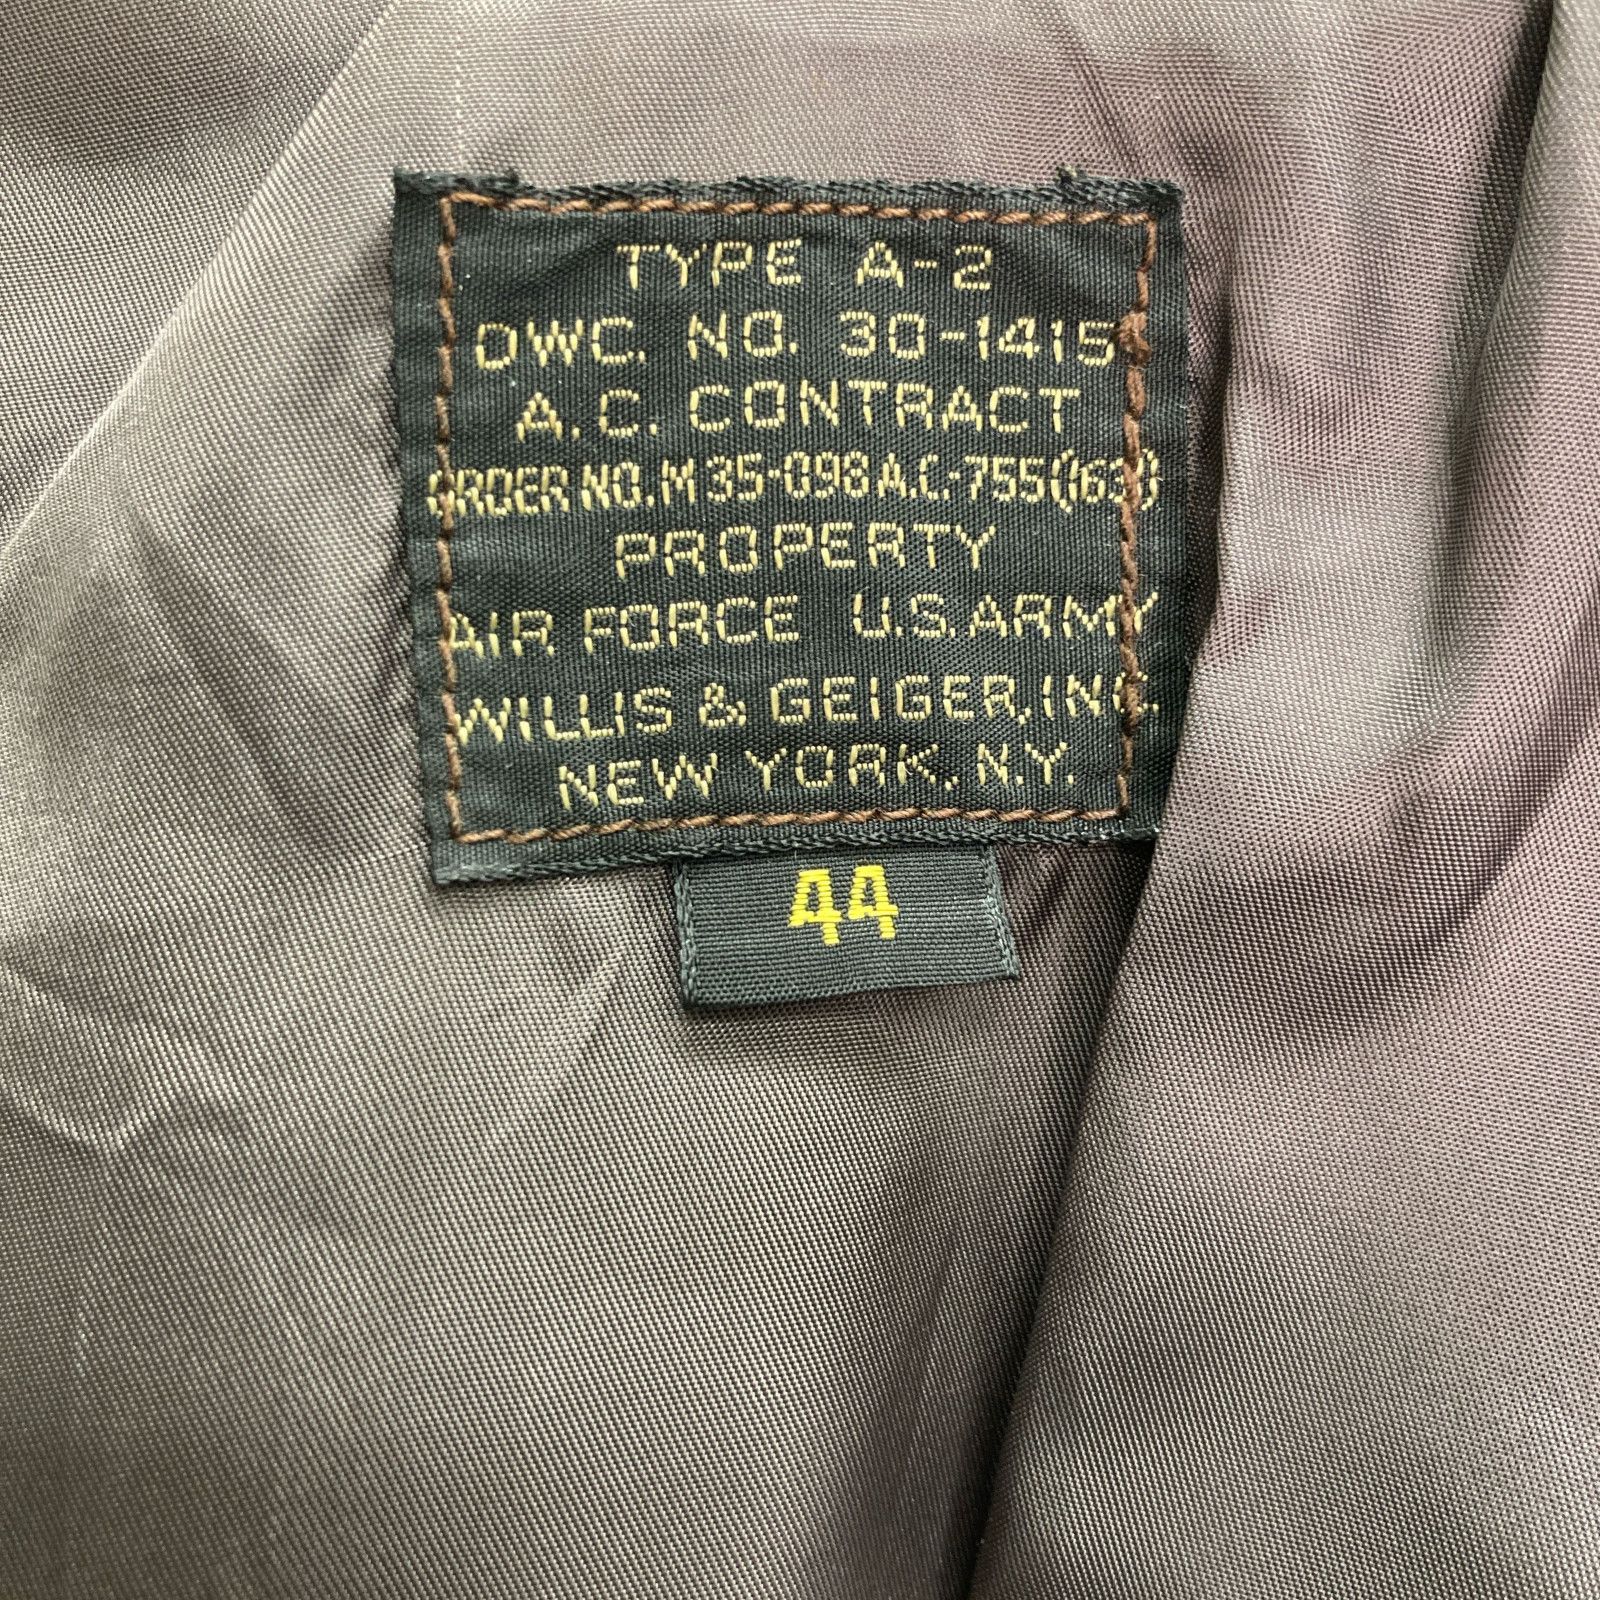 TYPE A-2
DWG. NO. 30-1415
A.C. CONTRACT
ORDER NO. M 35-098 A.C.-755(163)
PROPERTY
AIR FORCE U.S. ARMY
WILLIS & GEIGER, INC.
NEW YORK, N.Y.
44